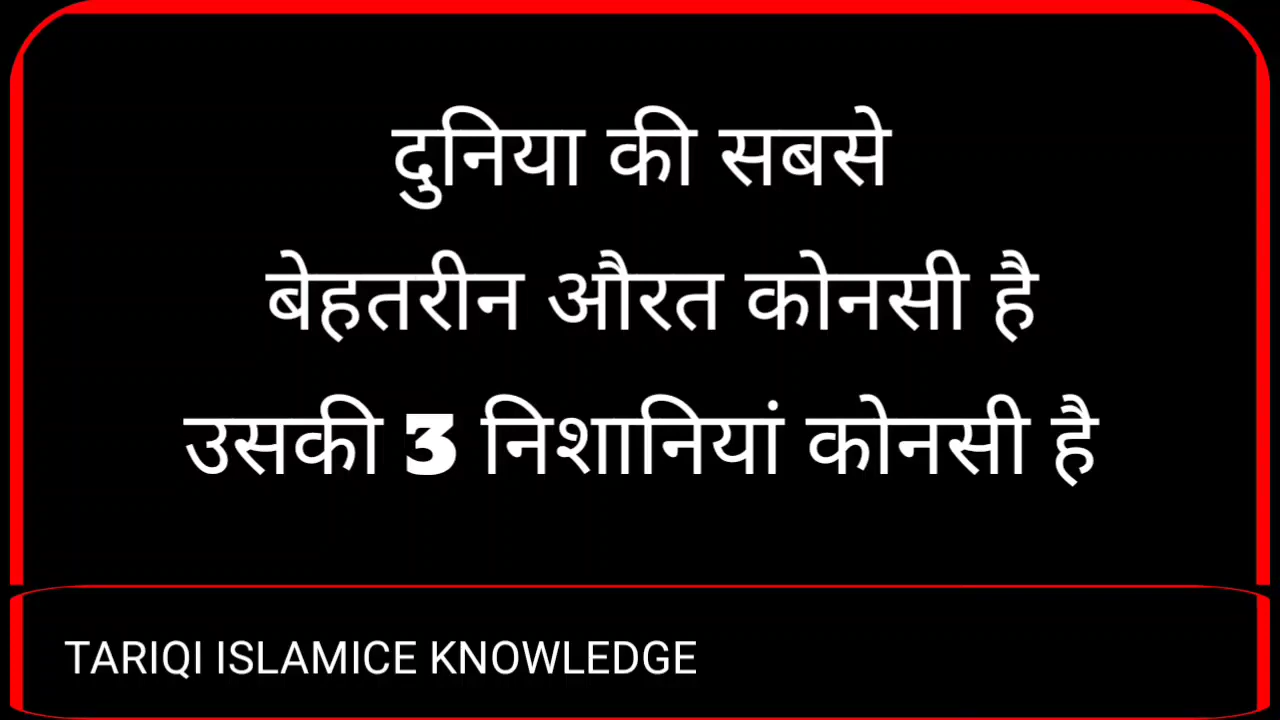 दुनिया की सबसे
बेहतरीन औरत कोनसी है
उसकी 3 निशानियां कोनसी है
TARIQI ISLAMICE KNOWLEDGE